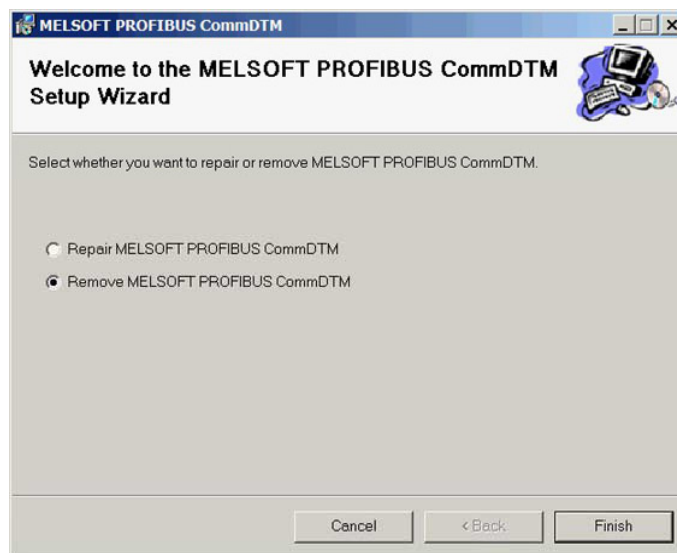 MELSOFT PROFIBUS CommDTM
Welcome to the MELSOFT PROFIBUS CommDTM
Setup Wizard
Select whether you want to repair or remove MELSOFT PROFIBUS CommDTM.
Repair MELSOFT PROFIBUS CommDTM
Remove MELSOFT PROFIBUS CommDTM
Cancel
< Back
Finish